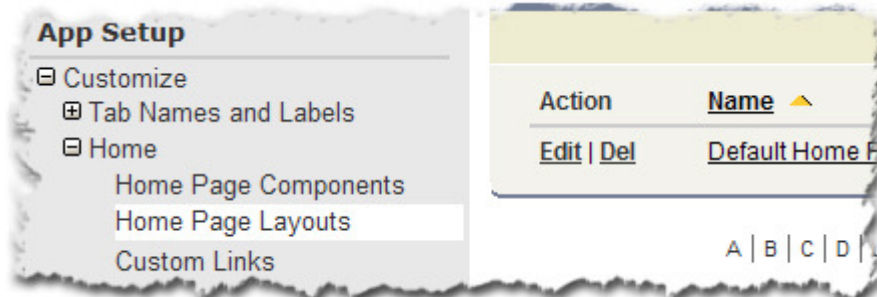 App Setup
Customize
Tab Names and Labels
Home
Home Page Components
Home Page Layouts
Custom Links
Action Name
Edit | Del Default Home
A | B | C | D |